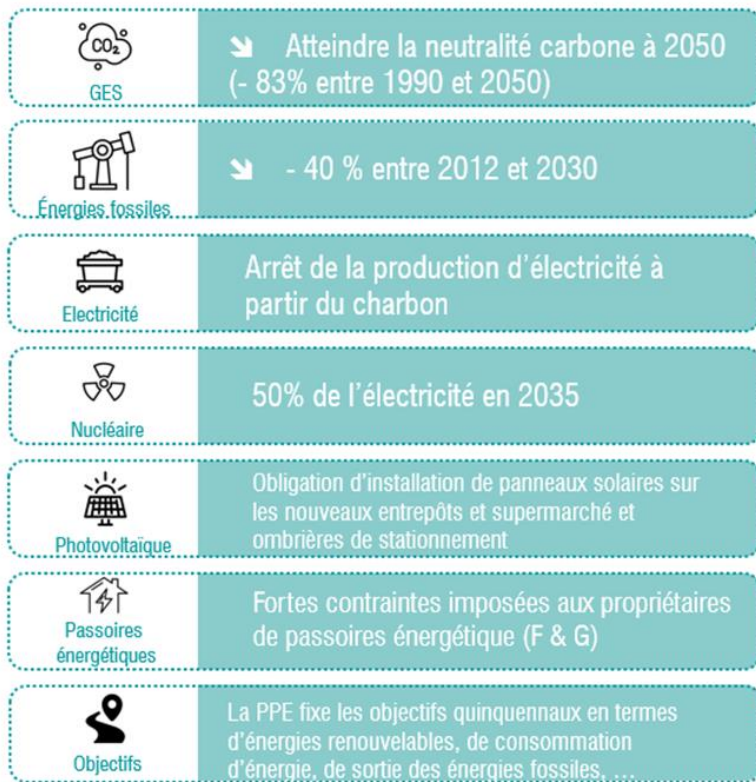 CO₂
GES
Atteindre la neutralité carbone à 2050
(- 83% entre 1990 et 2050)
Énergies fossiles
- 40 % entre 2012 et 2030
Electricité
Arrêt de la production d'électricité à
partir du charbon
Nucléaire
50% de l'électricité en 2035
Photovoltaïque
Obligation d'installation de panneaux solaires sur
les nouveaux entrepôts et supermarché et
ombrières de stationnement
Passoires
énergétiques
Fortes contraintes imposées aux propriétaires
de passoires énergétique (F & G)
Objectifs
La PPE fixe les objectifs quinquennaux en termes
d'énergies renouvelables, de consommation
d'énergie, de sortie des énergies fossiles, ...